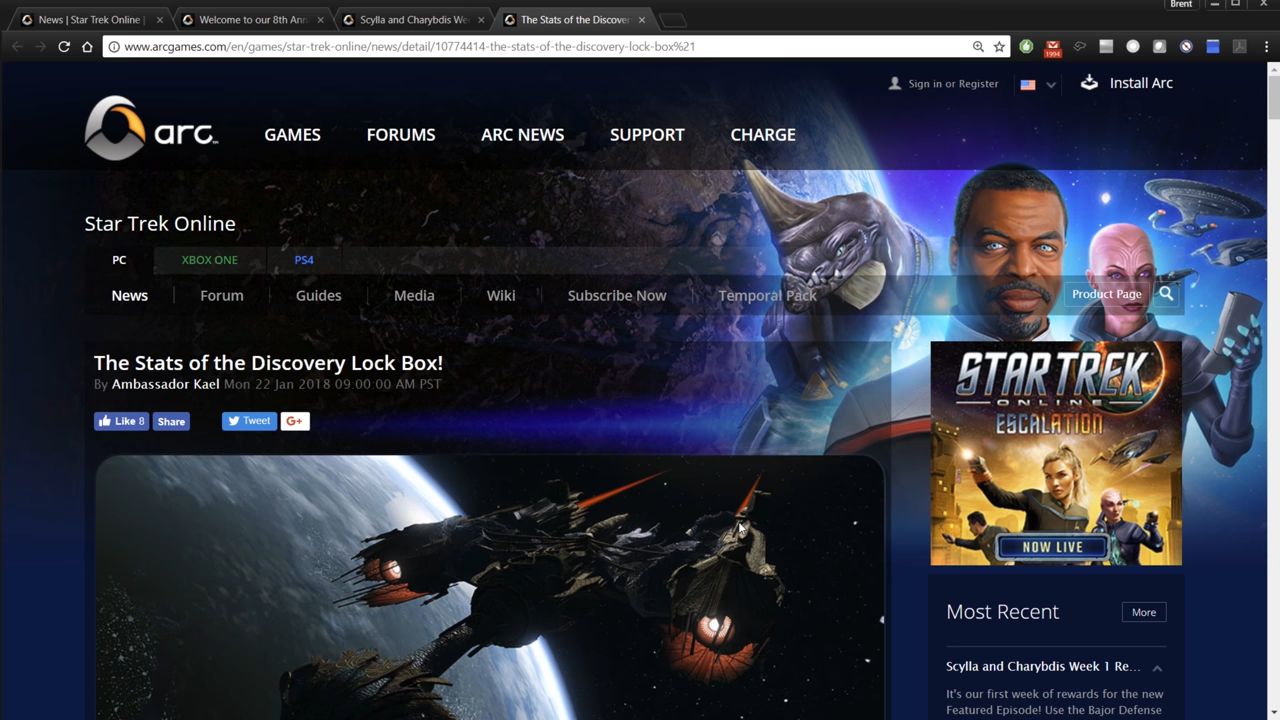 Brent
News | Star Trek Online |
Welcome to our 8th Ann
Scylla and Charybdis We
The Stats of the Discover
www.arcgames.com/en/games/star-trek-online/news/detail/10774414-the-stats-of-the-discovery-lock-box%21
1994
Sign in or Register
Install Arc
arc
GAMES
FORUMS
ARC NEWS
SUPPORT
CHARGE
Star Trek Online
PC
XBOX ONE
PS4
News
Forum
Guides
Media
Wiki
Subscribe Now
Temporal Pack
Product Page
The Stats of the Discovery Lock Box!
By Ambassador Kael Mon 22 Jan 2018 09:00:00 AM PST
Like 8
Share
Tweet
G+
STAR TREK
ONLINE
ESCALATION
NOW LIVE
Most Recent
More
Scylla and Charybdis Week 1 Re...
It's our first week of rewards for the new
Featured Episode! Use the Bajor Defense